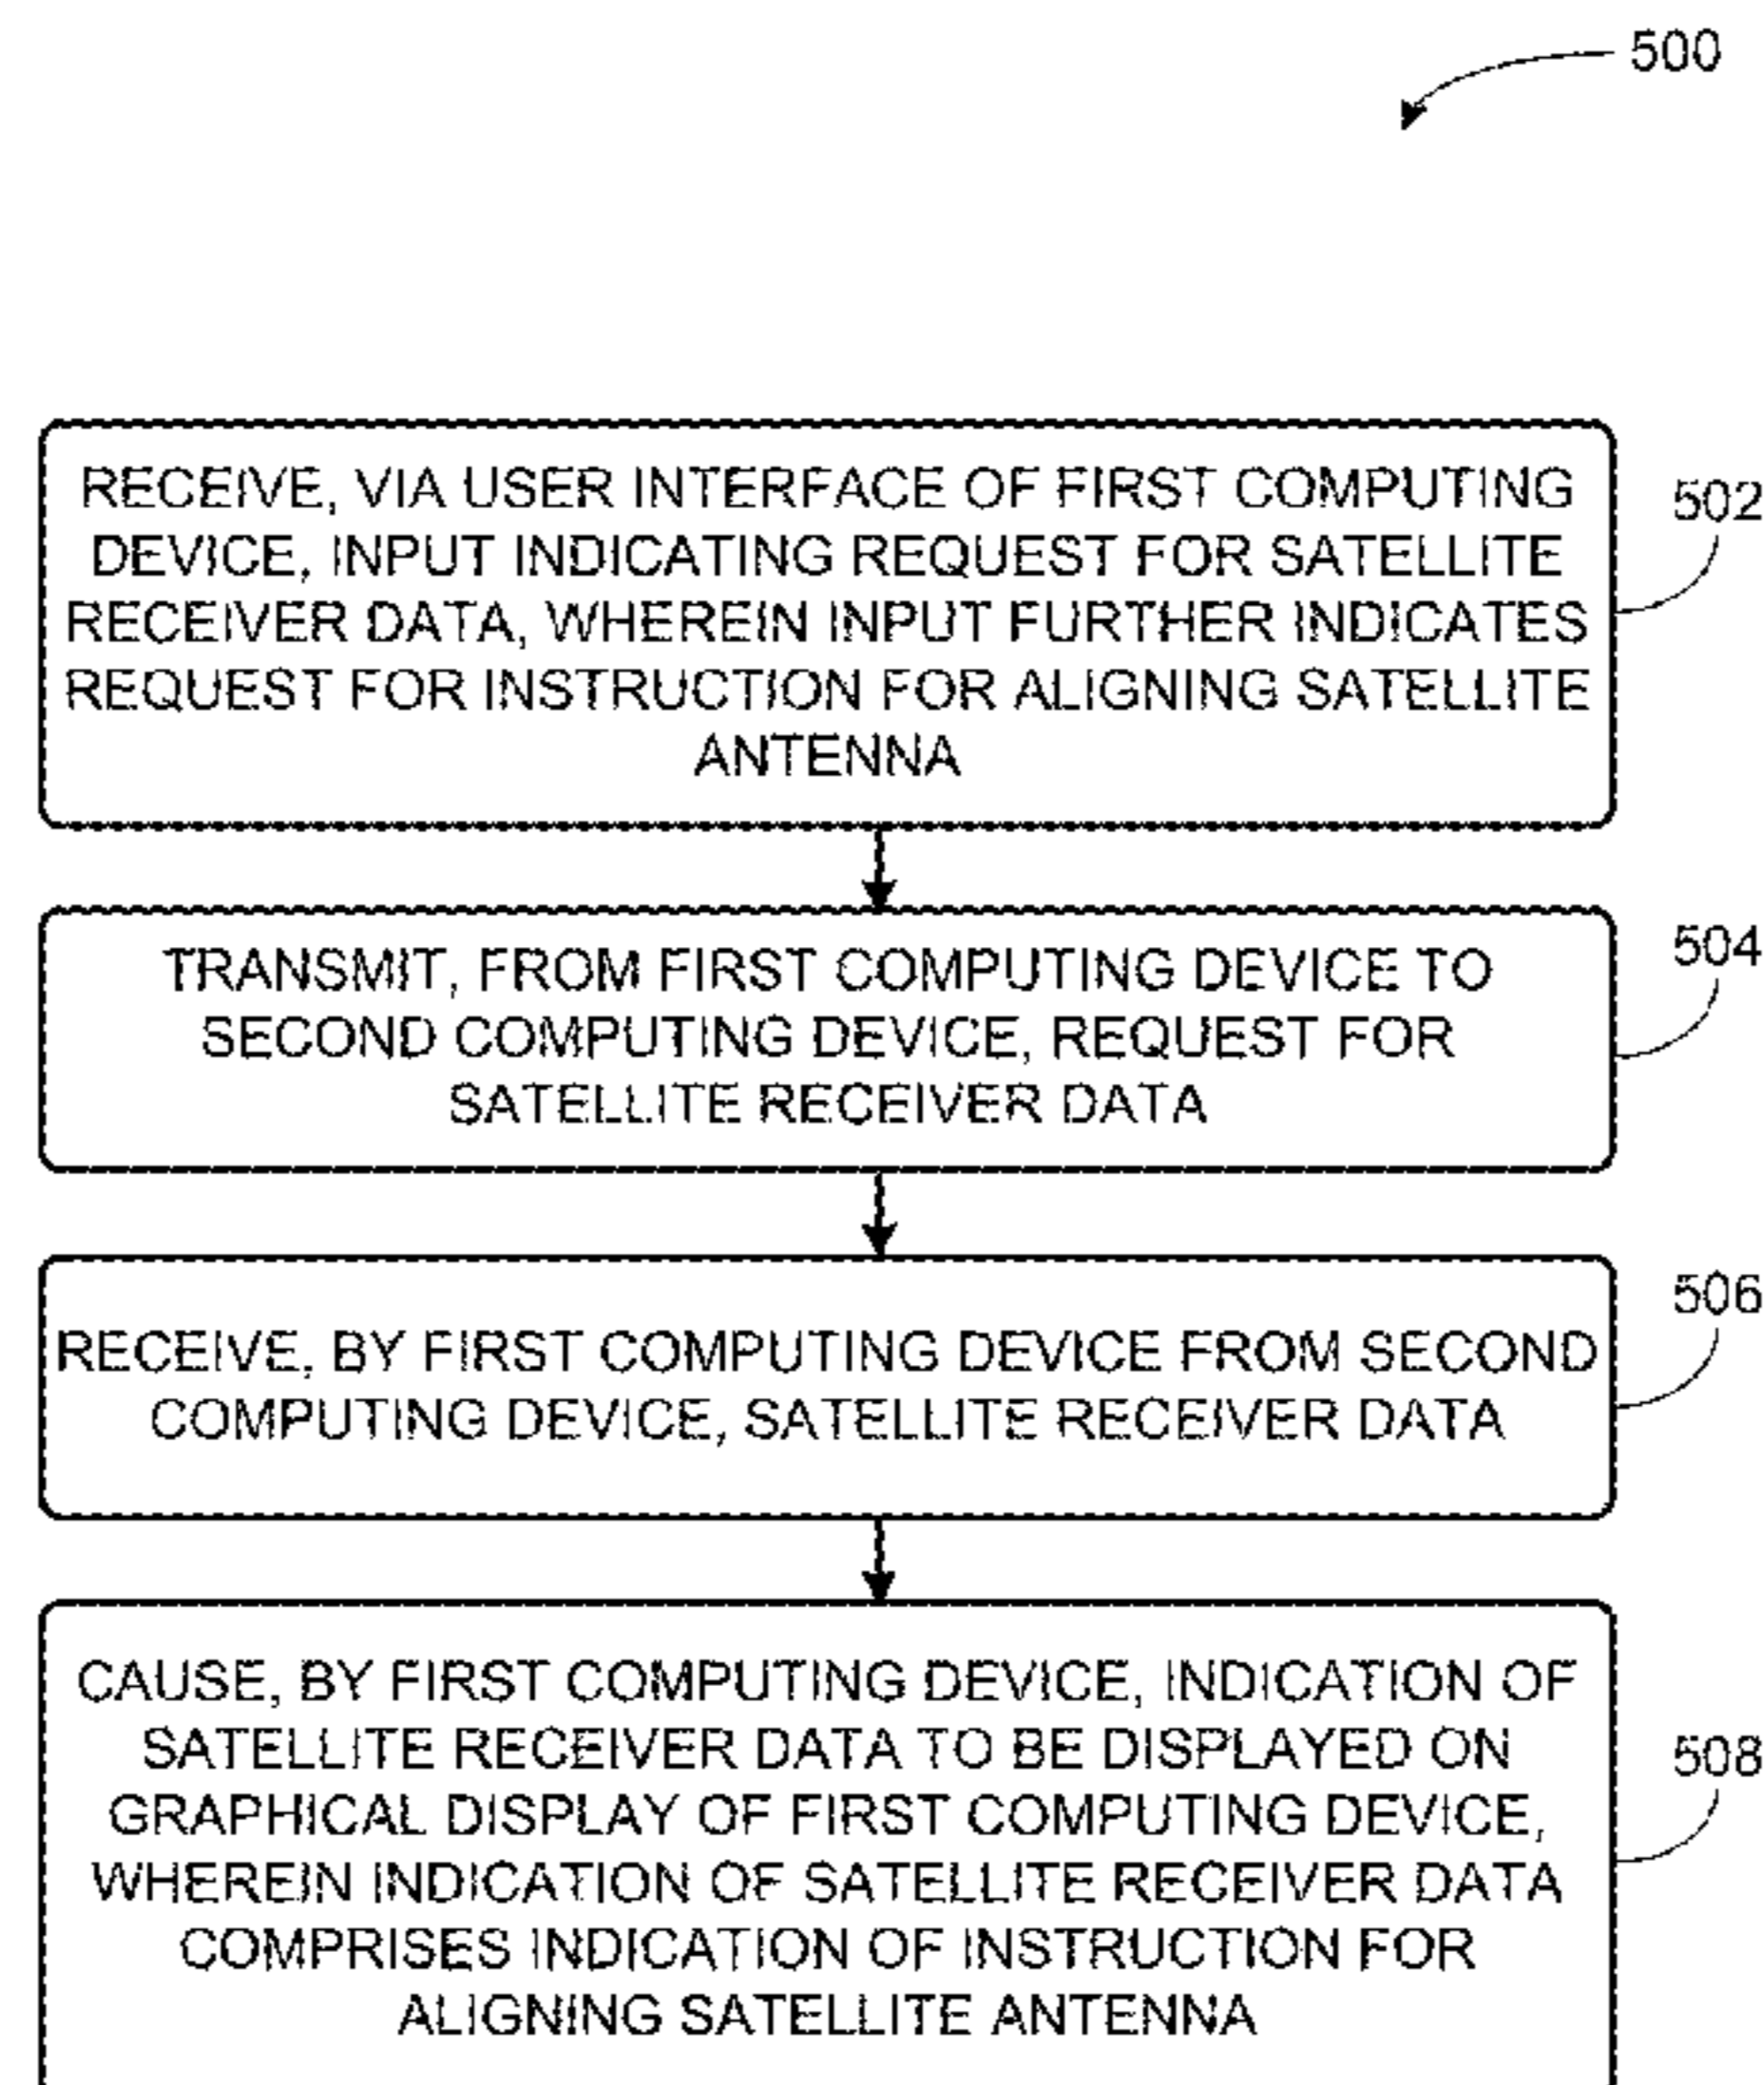 500
RECEIVE, VIA USER INTERFACE OF FIRST COMPUTING
DEVICE, INPUT INDICATING REQUEST FOR SATELLITE
RECEIVER DATA, WHEREIN INPUT FURTHER INDICATES
REQUEST FOR INSTRUCTION FOR ALIGNING SATELLITE
ANTENNA
502
TRANSMIT, FROM FIRST COMPUTING DEVICE TO
SECOND COMPUTING DEVICE, REQUEST FOR
SATELLITE RECEIVER DATA
504
RECEIVE, BY FIRST COMPUTING DEVICE FROM SECOND
COMPUTING DEVICE, SATELLITE RECEIVER DATA
506
CAUSE, BY FIRST COMPUTING DEVICE, INDICATION OF
SATELLITE RECEIVER DATA TO BE DISPLAYED ON
GRAPHICAL DISPLAY OF FIRST COMPUTING DEVICE,
WHEREIN INDICATION OF SATELLITE RECEIVER DATA
COMPRISES INDICATION OF INSTRUCTION FOR
ALIGNING SATELLITE ANTENNA
508